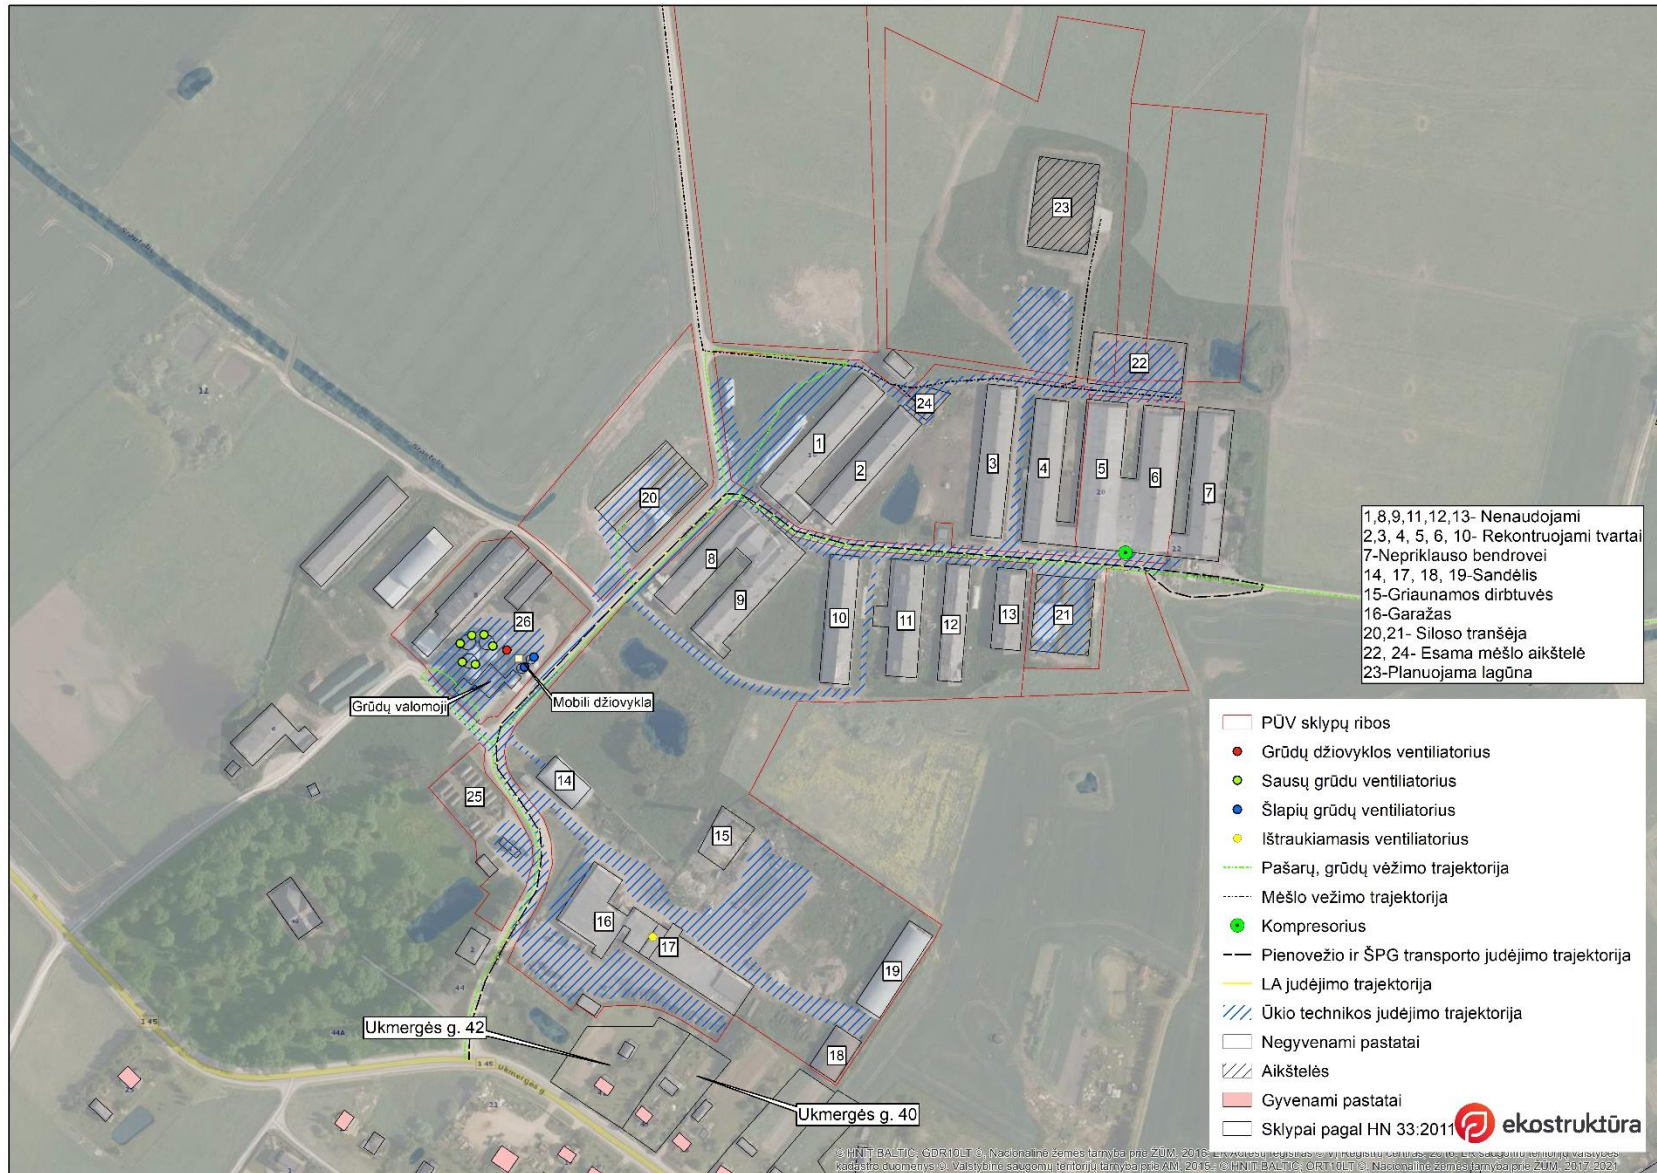 23
22
24
1
2
3
4
5
6
7
20
8
9
10
11
12
13
21
26
Grūdų valomoji
Mobili džiovykla
14
25
15
16
17
19
18
Ukmergės g. 42
Ukmergės g. 40
Ukmergės g.
44
44A
1,8,9,11,12,13- Nenaudojami
2,3, 4, 5, 6, 10- Rekontruojami tvartai
7-Nepriklauso bendrovei
14, 17, 18, 19-Sandėlis
15-Griaunamos dirbtuvės
16-Garažas
20,21- Siloso tranšėja
22, 24- Esama mėšlo aikštelė
23-Planuojama lagūna
PŪV sklypų ribos
Grūdų džiovyklos ventiliatorius
Sausų grūdu ventiliatorius
Šlapių grūdų ventiliatorius
Ištraukiamasis ventiliatorius
Pašarų, grūdų vėžimo trajektorija
Mėšlo vežimo trajektorija
Kompresorius
Pienovežio ir ŠPG transporto judėjimo trajektorija
LA judėjimo trajektorija
Ūkio technikos judėjimo trajektorija
Negyvenami pastatai
Aikštelės
Gyvenami pastatai
Sklypai pagal HN 33:2011
ekostruktūra